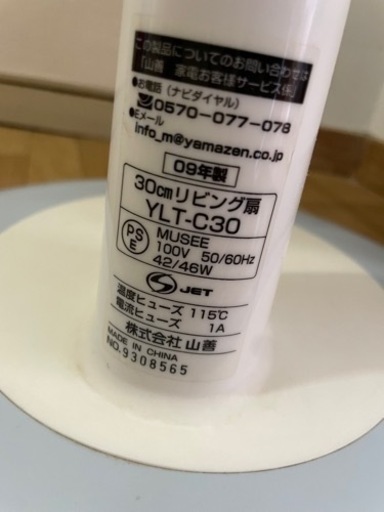 この製品についてのお問い合わせは
「山善 家電お客様サービス係」
●お電話（ナビダイヤル）
0570-077-078
●Eメール
info_m@yamazen.co.jp
09年製
30cmリビング扇
YLT-C30
PSE
MUSEE
100V 50/60Hz
42/46W
JET
温度ヒューズ 115℃
電流ヒューズ 1A
株式会社 山善
MADE IN CHINA
NO.9308565